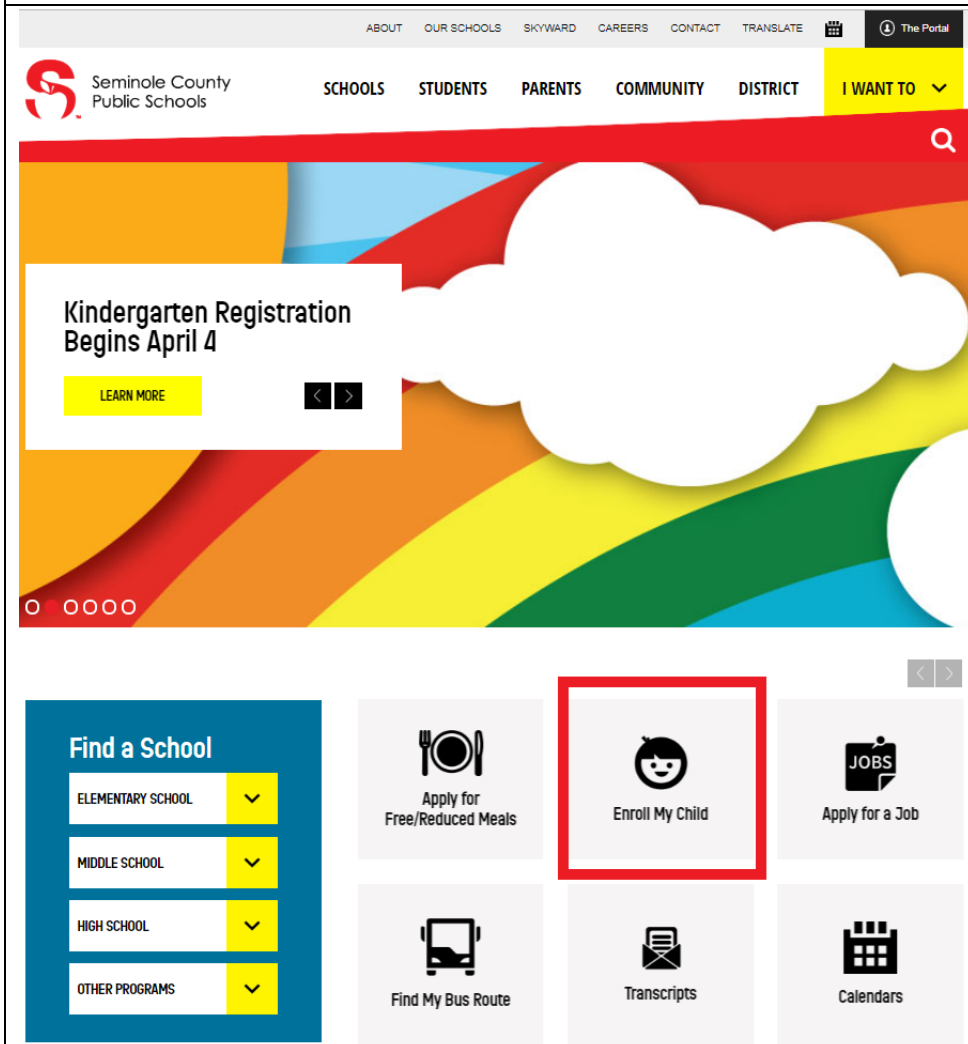 ABOUT OUR SCHOOLS SKYWARD CAREERS CONTACT TRANSLATE The Portal
Seminole County
Public Schools
SCHOOLS STUDENTS PARENTS COMMUNITY DISTRICT I WANT TO
Kindergarten Registration
Begins April 4
LEARN MORE
Find a School
ELEMENTARY SCHOOL
MIDDLE SCHOOL
HIGH SCHOOL
OTHER PROGRAMS
Apply for
Free/Reduced Meals
Enroll My Child
JOBS
Apply for a Job
Find My Bus Route
Transcripts
Calendars